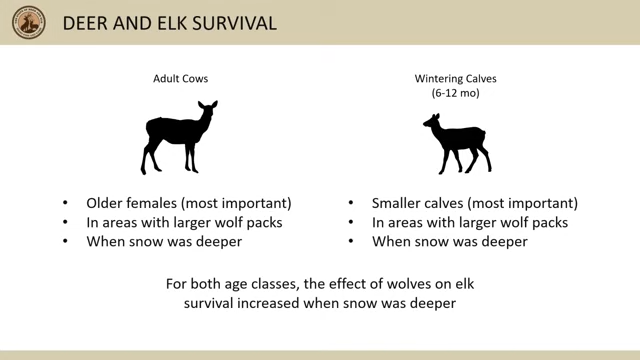 DEER AND ELK SURVIVAL
Adult Cows
Older females (most important)
In areas with larger wolf packs
When snow was deeper
Wintering Calves
(6-12 mo)
Smaller calves (most important)
In areas with larger wolf packs
When snow was deeper
For both age classes, the effect of wolves on elk
survival increased when snow was deeper